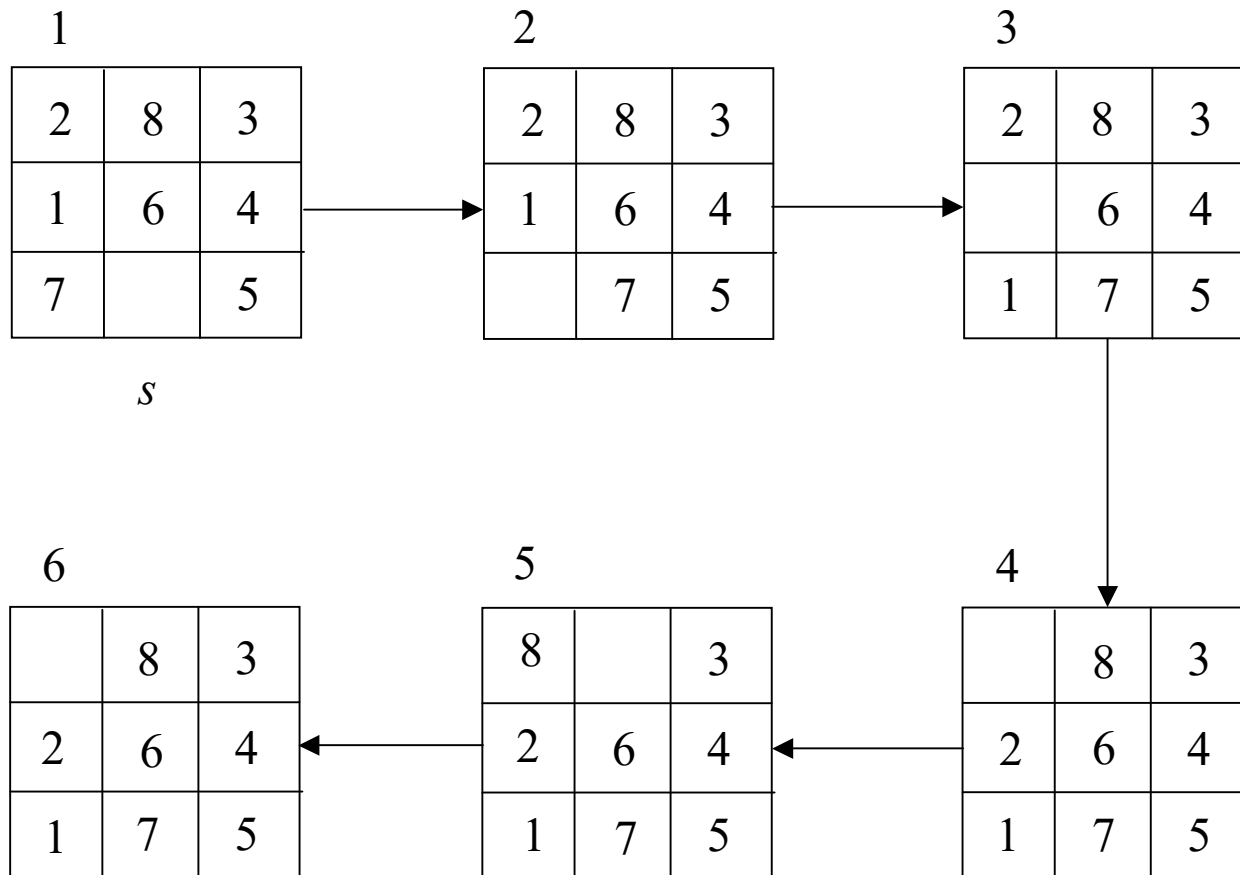 1 2 3
2 8 3 2 8 3 2 8 3
1 6 4 1 6 4 6 4
7 5 7 5 1 7 5
s
6 5 4
8 3 8 3 8 3
2 6 4 2 6 4 2 6 4
1 7 5 1 7 5 1 7 5